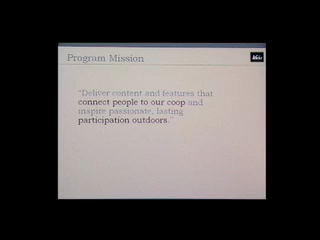 Program Mission
"Deliver content and features that
connect people to our coop and
inspire passionate, lasting
participation outdoors."